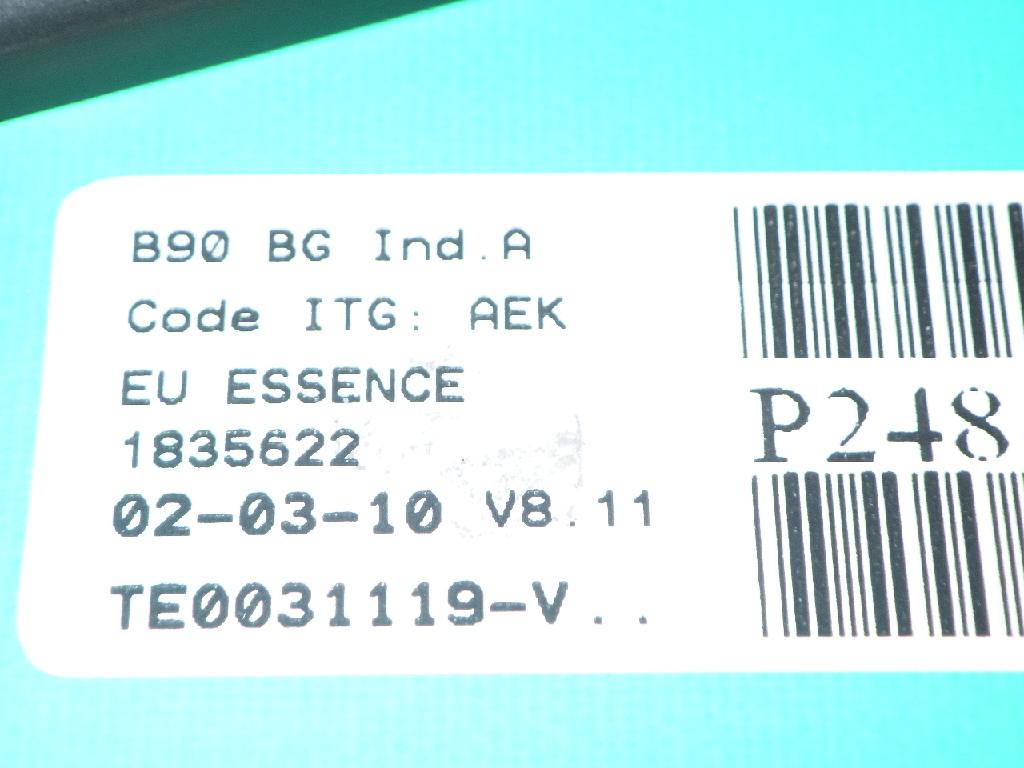 B90 BG Ind.A
Code ITG: AEK
EU ESSENCE
1835622
02-03-10 V8.11
TE0031119-V..
P248